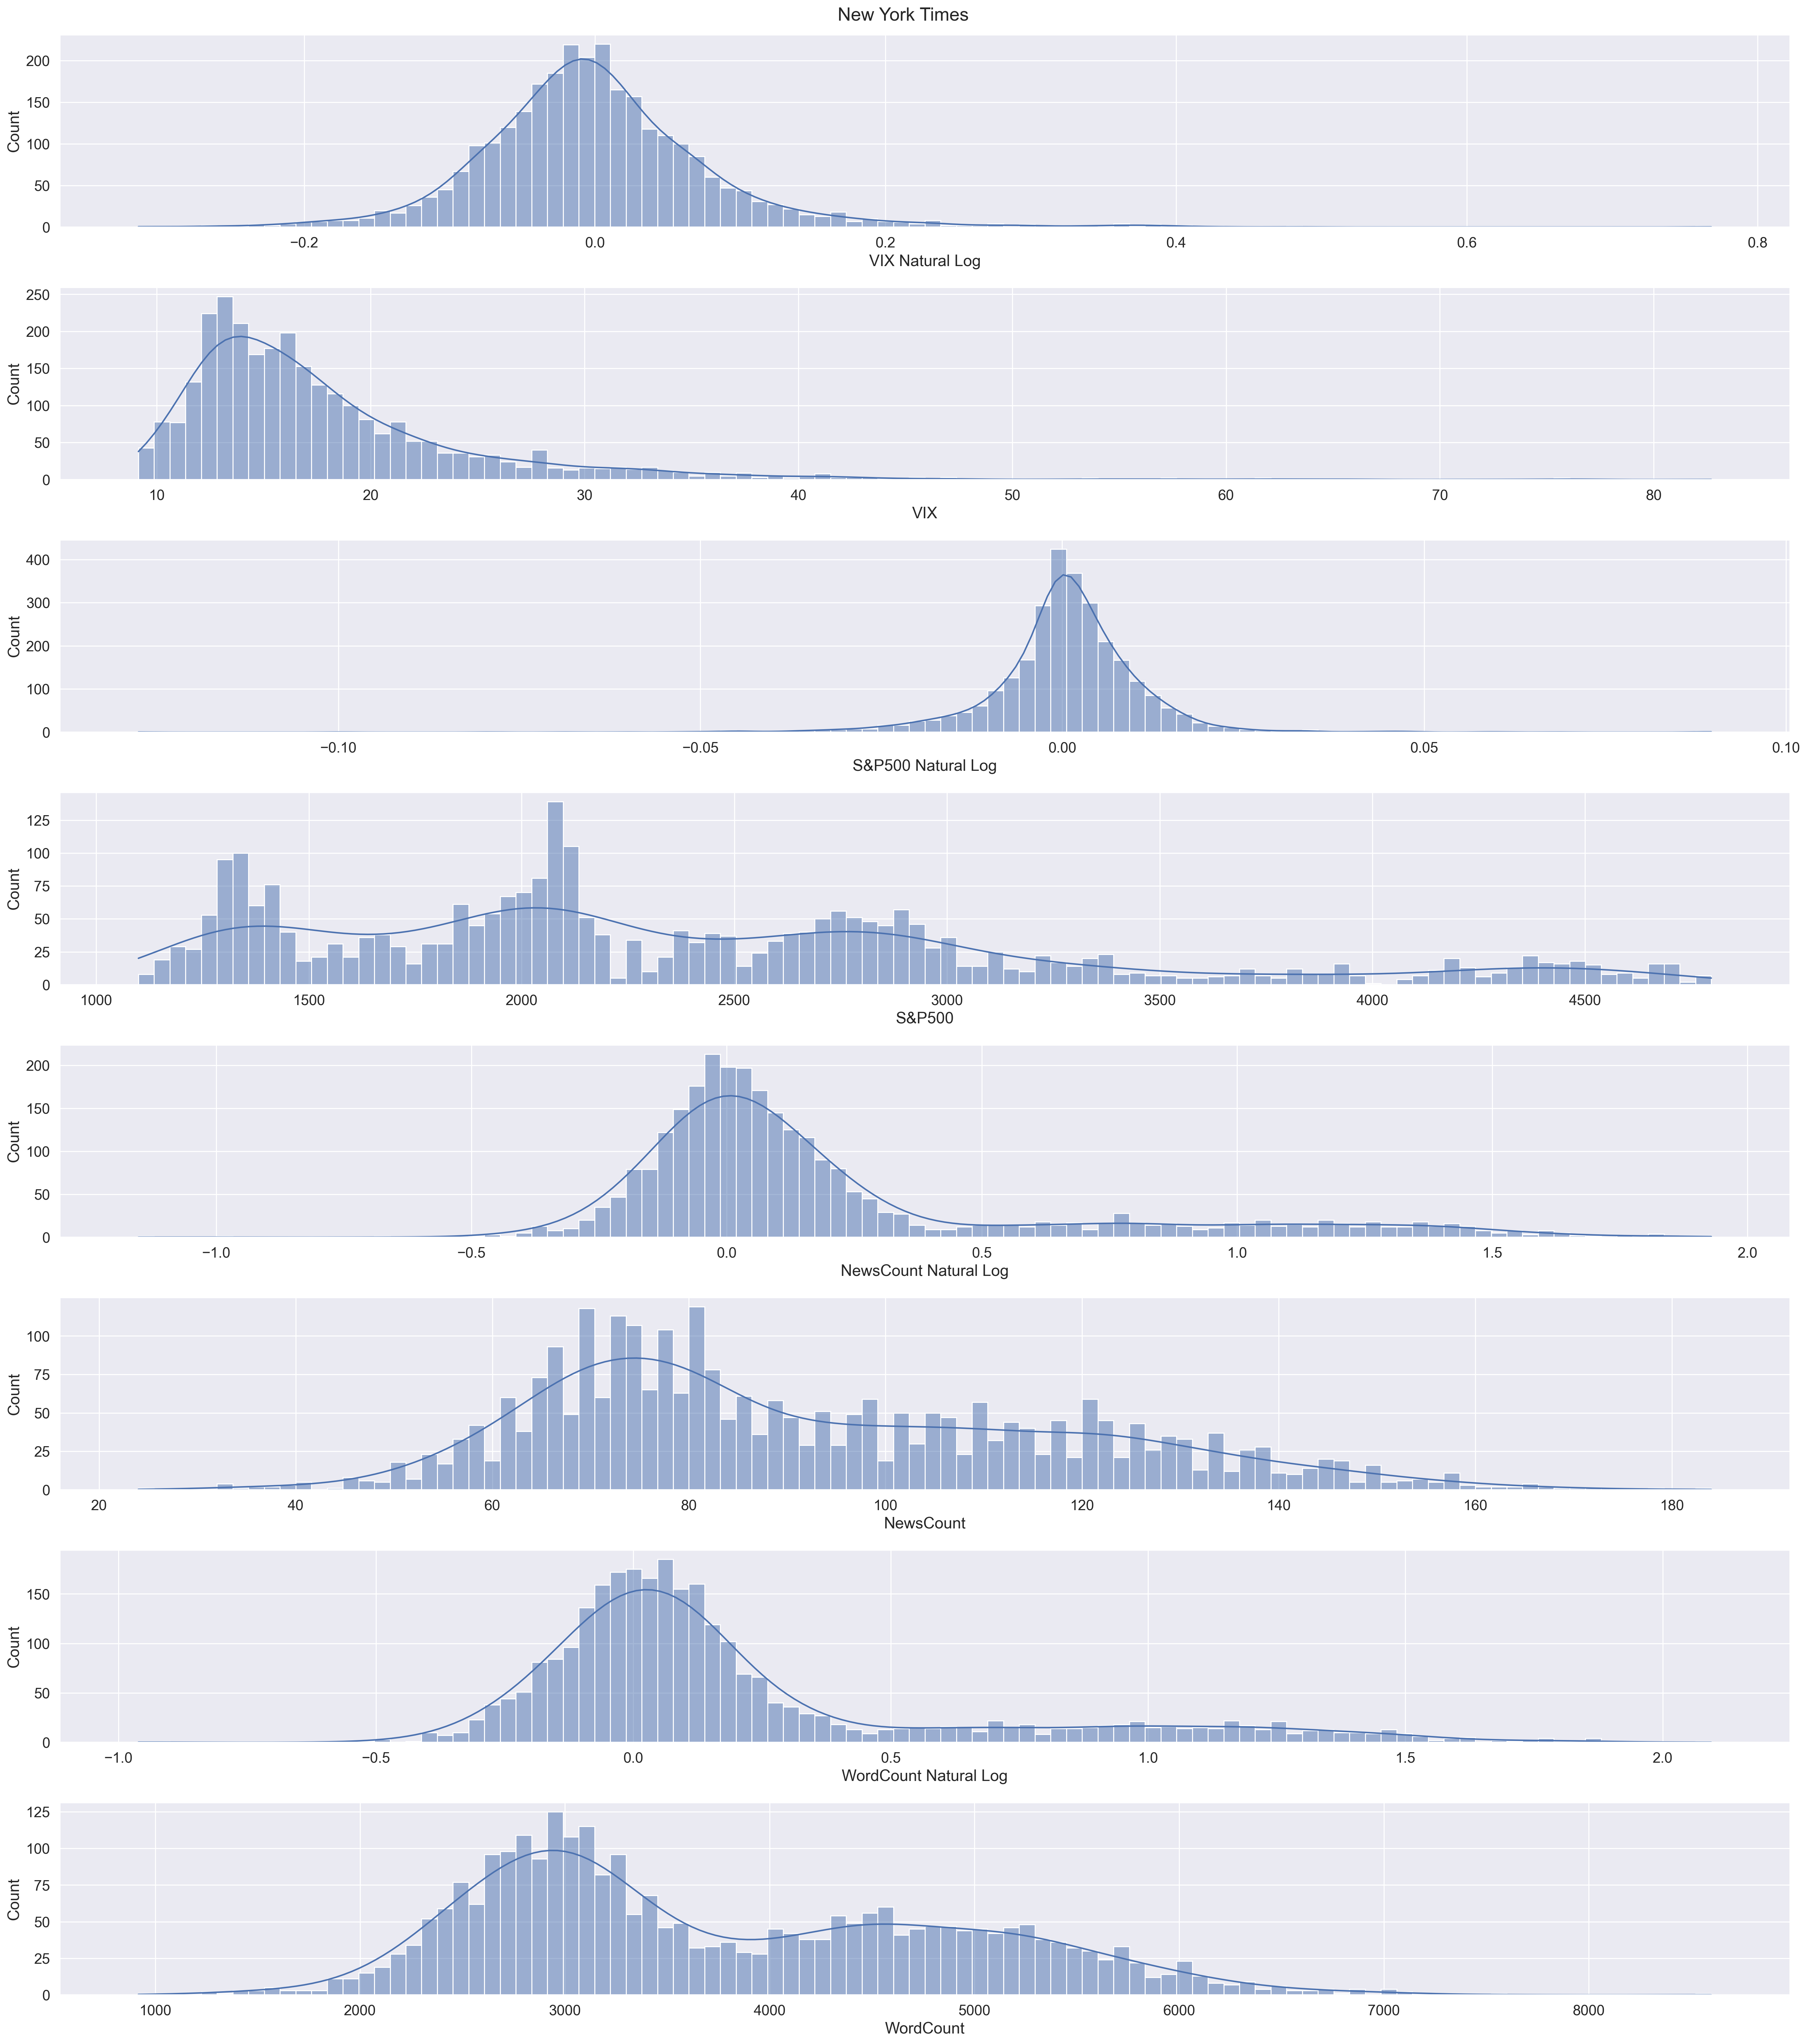 New York Times
200
150
100
50
0
Count
−0.2 0.0 0.2 0.4 0.6 0.8
VIX Natural Log
250
200
150
100
50
0
Count
10 20 30 40 50 60 70 80
VIX
400
300
200
100
0
Count
−0.10 −0.05 0.00 0.05 0.10
S&P500 Natural Log
125
100
75
50
25
0
Count
1000 1500 2000 2500 3000 3500 4000 4500
S&P500
200
150
100
50
0
Count
−1.0 −0.5 0.0 0.5 1.0 1.5 2.0
NewsCount Natural Log
100
75
50
25
0
Count
20 40 60 80 100 120 140 160 180
NewsCount
150
100
50
0
Count
−1.0 −0.5 0.0 0.5 1.0 1.5 2.0
WordCount Natural Log
125
100
75
50
25
0
Count
1000 2000 3000 4000 5000 6000 7000 8000
WordCount